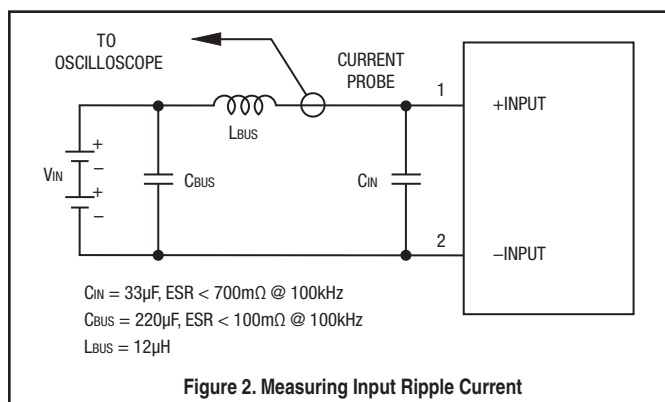 TO
OSCILLOSCOPE
CURRENT
PROBE
1
+INPUT
LBUS
+
–
VIN
+
–
CBUS
CIN
2
–INPUT
CIN = 33µF, ESR < 700mΩ @ 100kHz
CBUS = 220µF, ESR < 100mΩ @ 100kHz
LBUS = 12µH
Figure 2. Measuring Input Ripple Current